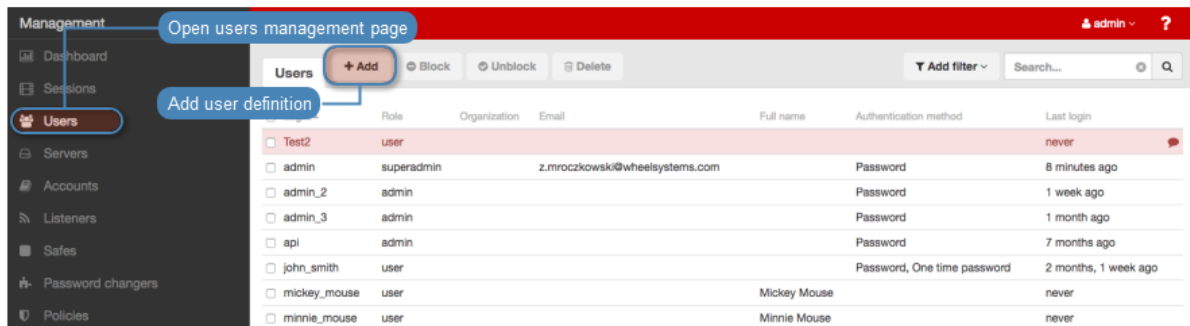 Management
Open users management page
admin
?
Dashboard
Sessions
Users
Servers
Accounts
Listeners
Safes
Password changers
Policies
Users
+ Add
Block
Unblock
Delete
Add filter
Search...
Add user definition
Role Organization Email Full name Authentication method Last login
Test2 user never
admin superadmin z.mroczkowski@wheelsystems.com Password 8 minutes ago
admin_2 admin Password 1 week ago
admin_3 admin Password 1 month ago
api admin Password 7 months ago
john_smith user Password, One time password 2 months, 1 week ago
mickey_mouse user Mickey Mouse never
minnie_mouse user Minnie Mouse never